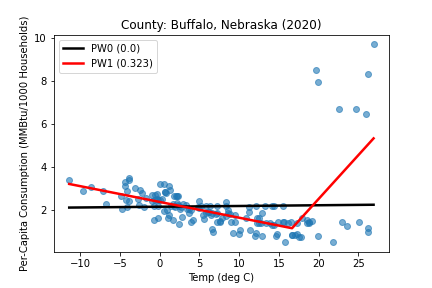 County: Buffalo, Nebraska (2020)
PW0 (0.0)
PW1 (0.323)
Per-Capita Consumption (MMBtu/1000 Households)
10
8
6
4
2
−10
−5
0
5
10
15
20
25
Temp (deg C)